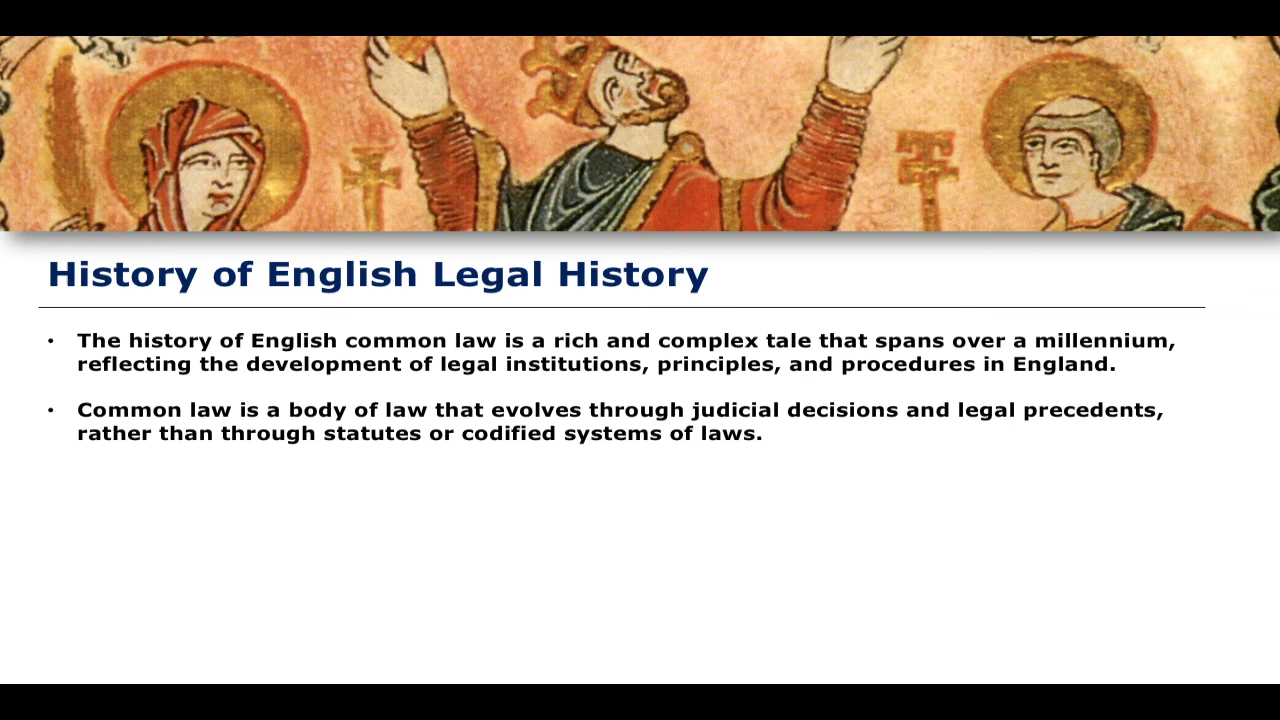 History of English Legal History
• The history of English common law is a rich and complex tale that spans over a millennium,
reflecting the development of legal institutions, principles, and procedures in England.
• Common law is a body of law that evolves through judicial decisions and legal precedents,
rather than through statutes or codified systems of laws.